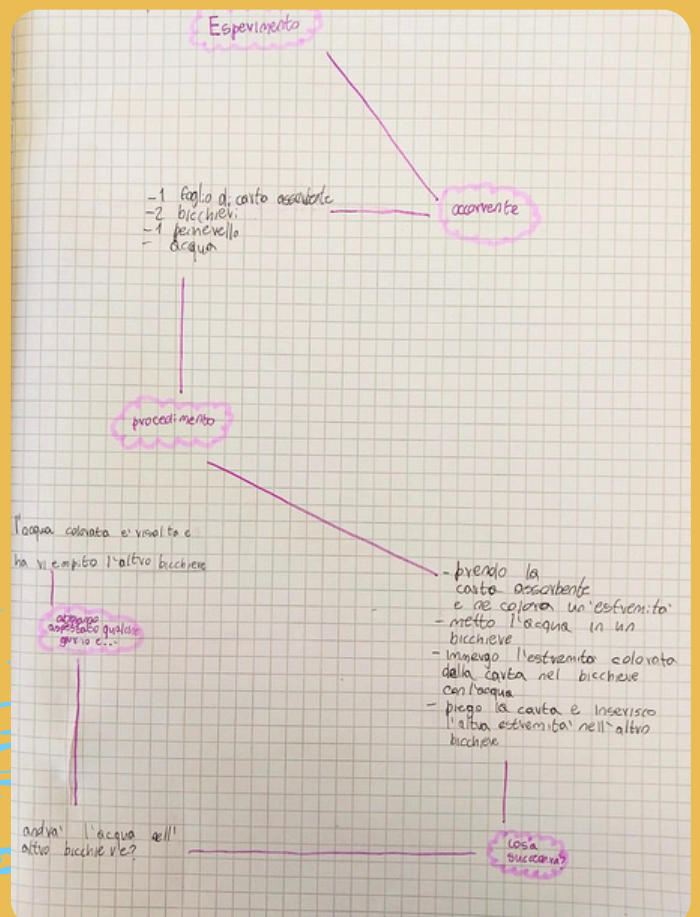 Esperimento
occorrente
-1 foglio di carta assorbente
-2 bicchieri
-1 pennerello
- acqua
procedimento
- prendo la
carta assorbente
e ne coloro un'estremità
- metto l'acqua in un
bicchiere
- immergo l'estremità colorata
della carta nel bicchiere
con l'acqua
- piego la carta e inserisco
l'altra estremità nell'altro
bicchiere
cosa
succederà?
andrà l'acqua nell'
altro bicchiere?
abbiamo
aspettato qualche
giorno e...
l'acqua colorata e' risalita e
ha riempito l'altro bicchiere